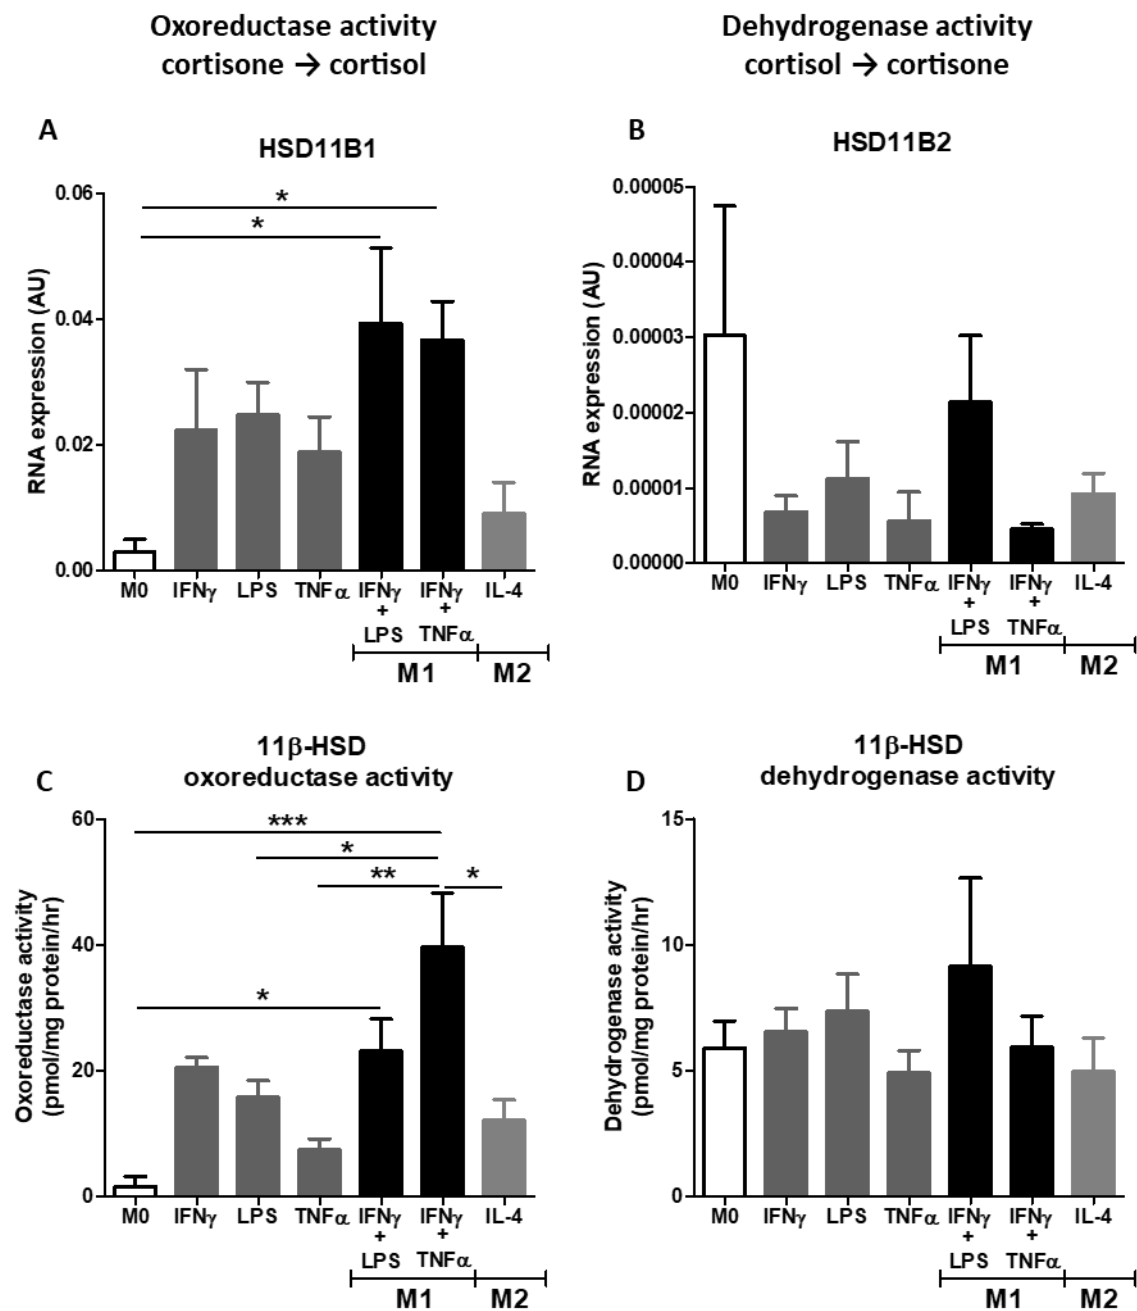 Oxoreductase activity
cortisone → cortisol
Dehydrogenase activity
cortisol → cortisone
A
HSD11B1
RNA expression (AU)
0.06
0.04
0.02
0.00
*
*
M0 IFNγ LPS TNFα IFNγ IFNγ IL-4
+ +
LPS TNFα
M1 M2
B
HSD11B2
RNA expression (AU)
0.00005
0.00004
0.00003
0.00002
0.00001
0.00000
M0 IFNγ LPS TNFα IFNγ IFNγ IL-4
+ +
LPS TNFα
M1 M2
C
11β-HSD
oxoreductase activity
Oxoreductase activity
(pmol/mg protein/hr)
60
40
20
0
***
*
** *
*
M0 IFNγ LPS TNFα IFNγ IFNγ IL-4
+ +
LPS TNFα
M1 M2
D
11β-HSD
dehydrogenase activity
Dehydrogenase activity
(pmol/mg protein/hr)
15
10
5
0
M0 IFNγ LPS TNFα IFNγ IFNγ IL-4
+ +
LPS TNFα
M1 M2